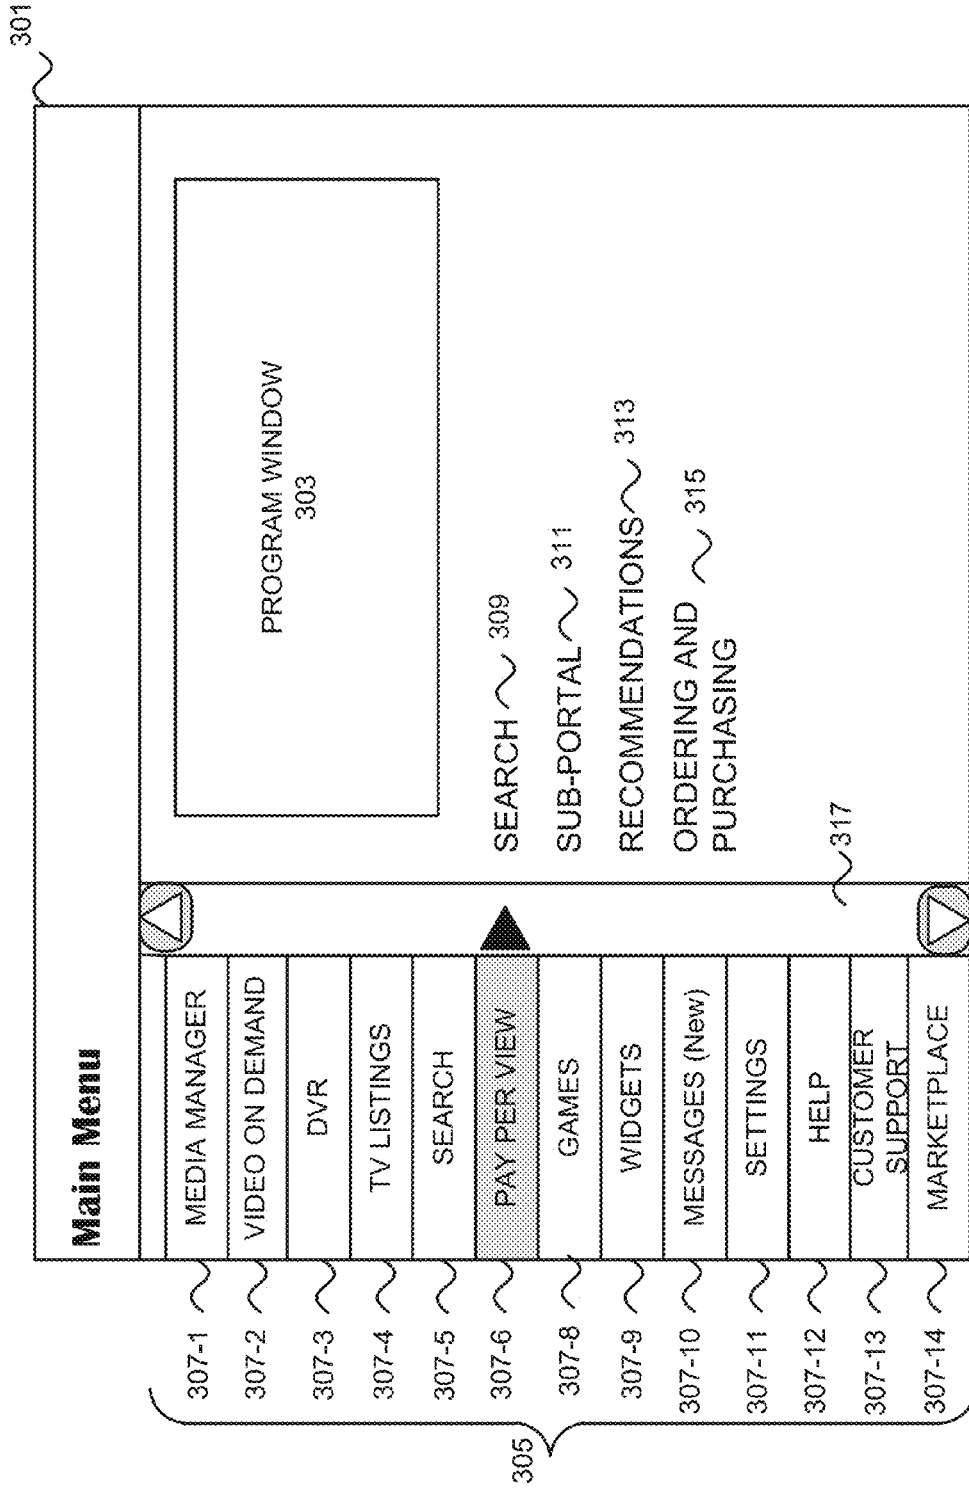 301
Main Menu
PROGRAM WINDOW
303
305
307-1 MEDIA MANAGER
307-2 VIDEO ON DEMAND
307-3 DVR
307-4 TV LISTINGS
307-5 SEARCH
307-6 PAY PER VIEW
307-8 GAMES
307-9 WIDGETS
307-10 MESSAGES (New)
307-11 SETTINGS
307-12 HELP
307-13 CUSTOMER
SUPPORT
307-14 MARKETPLACE
SEARCH 309
SUB-PORTAL 311
RECOMMENDATIONS 313
ORDERING AND 315
PURCHASING
317